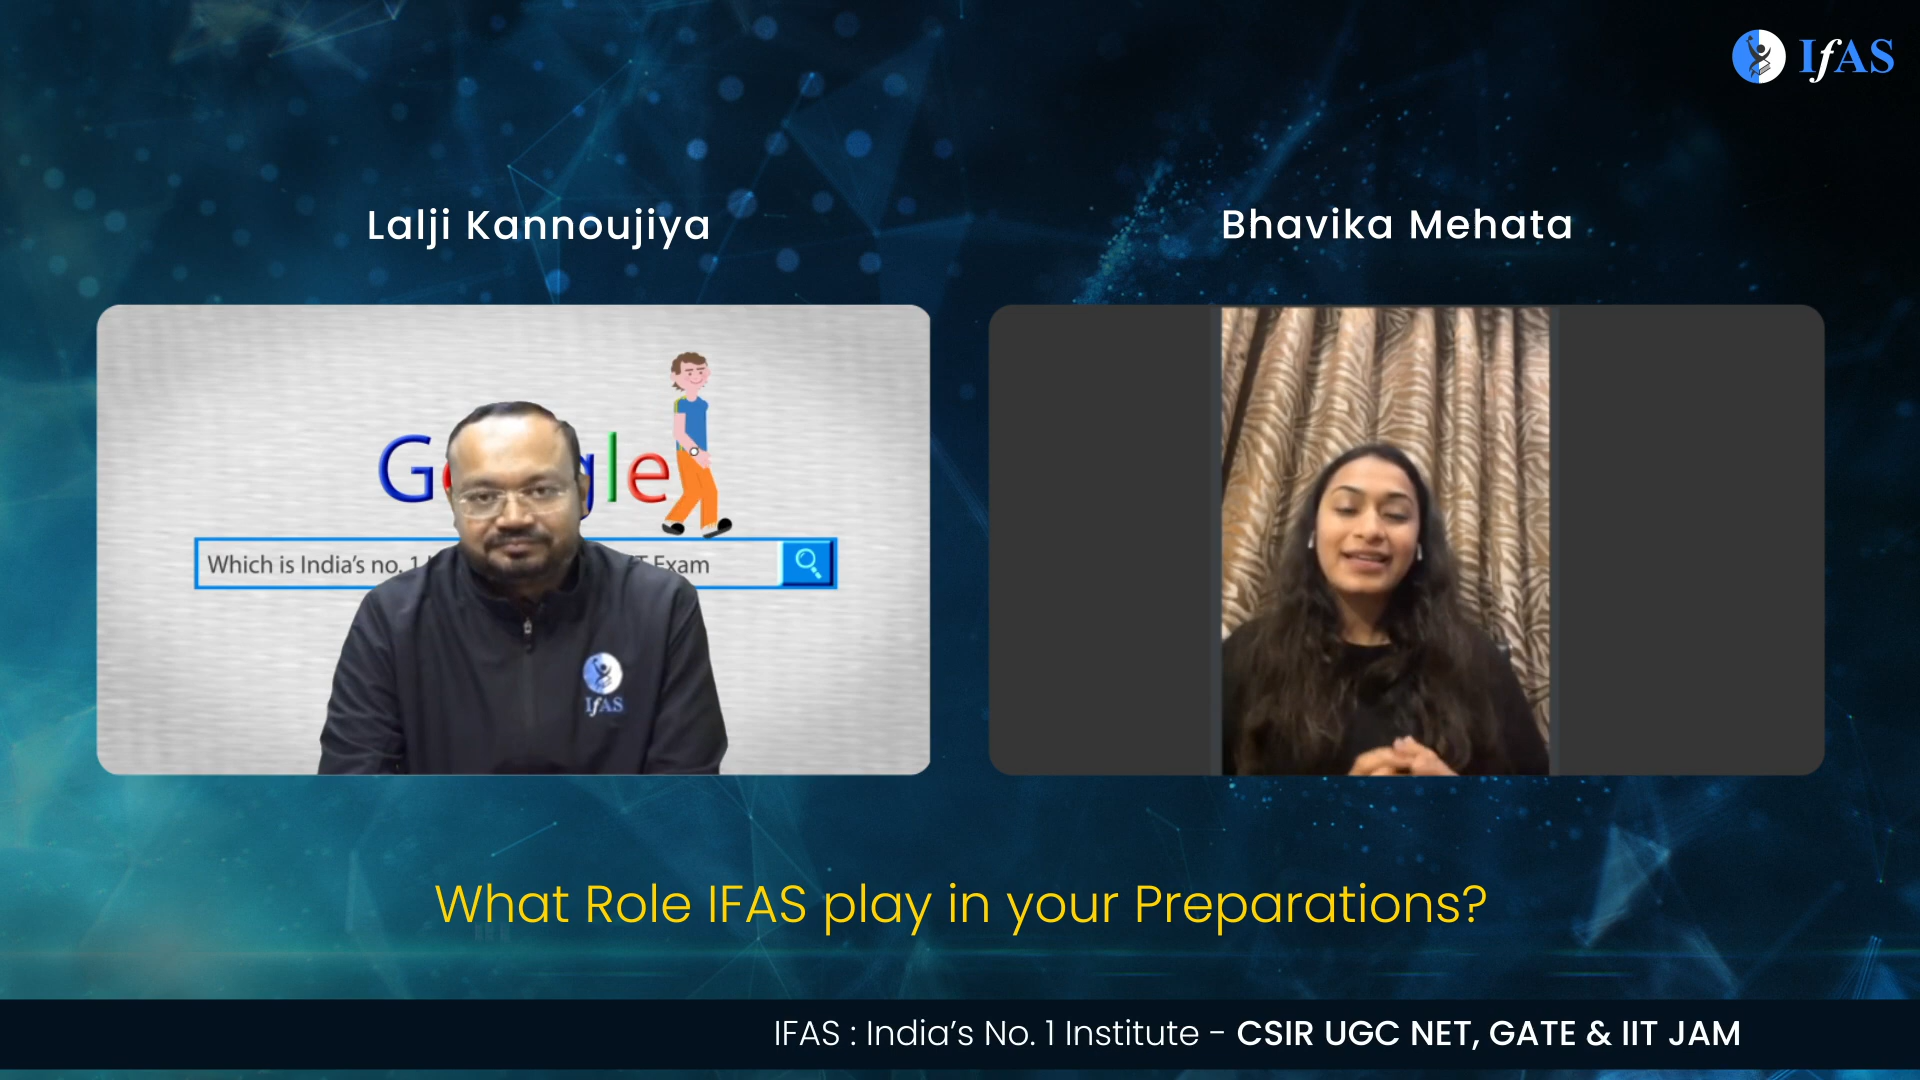 IfAS
Lalji Kannoujiya
Bhavika Mehata
G gle
Which is India's no. 1 Exam
IfAS
What Role IFAS play in your Preparations?
IFAS : India's No. 1 Institute - CSIR UGC NET, GATE & IIT JAM